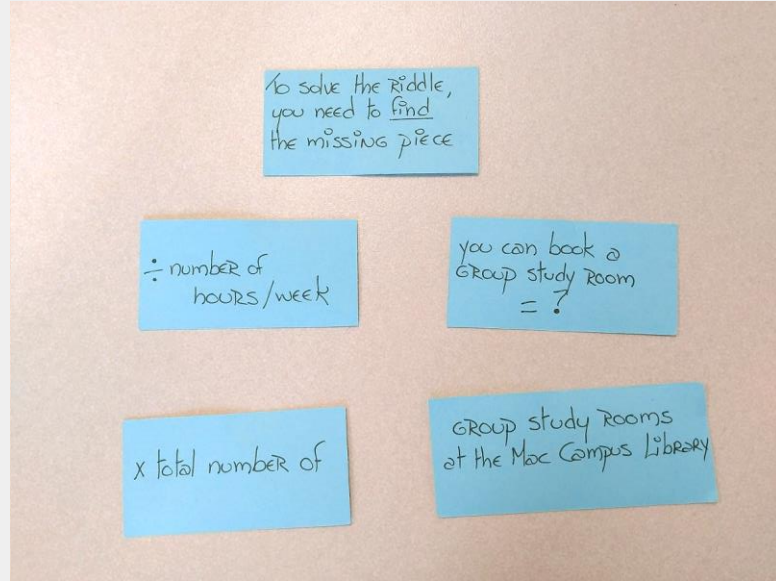 To solve the Riddle,
you need to find
the missing piece
÷ number of
hours/week
you can book a
GROUP study Room
= ?
x total number of
GROUP study Rooms
at the Mac Campus Library